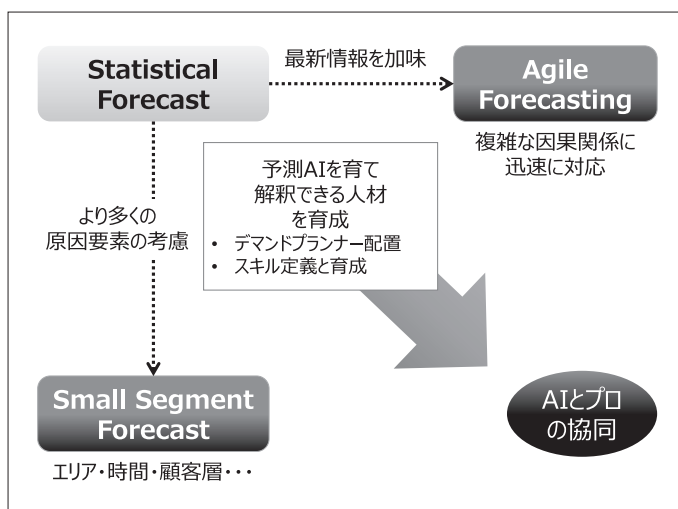 Statistical
Forecast
最新情報を加味
Agile
Forecasting
複雑な因果関係に
迅速に対応
予測AIを育て
解釈できる人材
を育成
• デマンドプランナー配置
• スキル定義と育成
より多くの
原因要素の考慮
Small Segment
Forecast
エリア・時間・顧客層・・・
AIとプロ
の協同